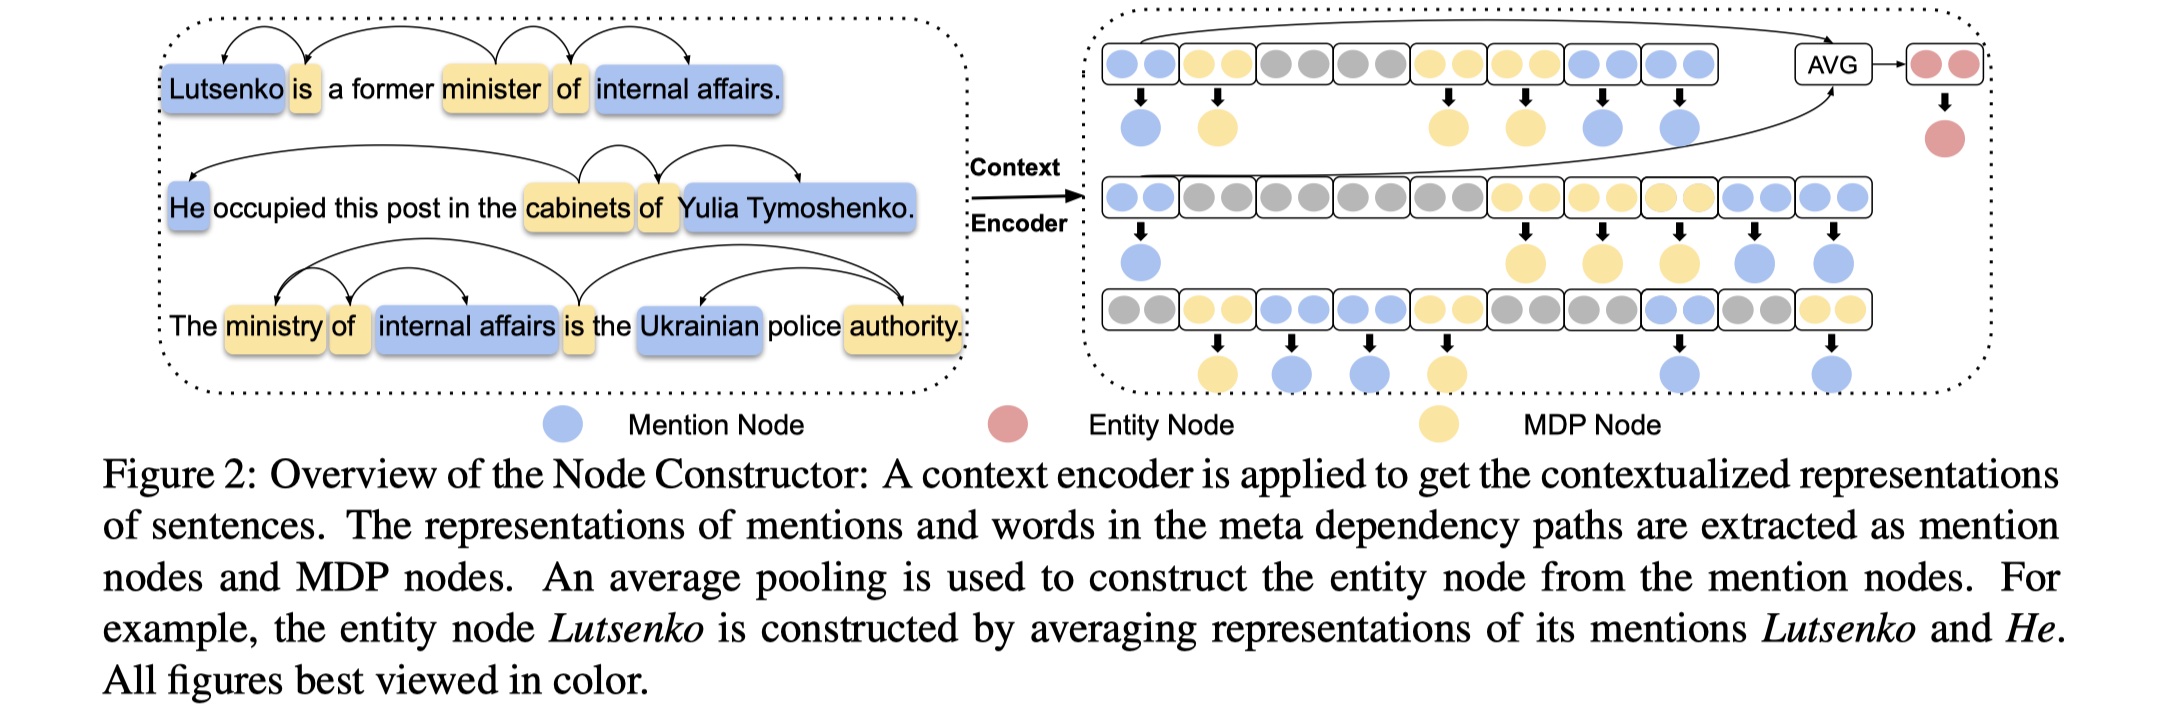 Lutsenko is a former minister of internal affairs.
He occupied this post in the cabinets of Yulia Tymoshenko.
The ministry of internal affairs is the Ukrainian police authority.
Context
Encoder
AVG
Mention Node
Entity Node
MDP Node
Figure 2: Overview of the Node Constructor: A context encoder is applied to get the contextualized representations
of sentences. The representations of mentions and words in the meta dependency paths are extracted as mention
nodes and MDP nodes. An average pooling is used to construct the entity node from the mention nodes. For
example, the entity node Lutsenko is constructed by averaging representations of its mentions Lutsenko and He.
All figures best viewed in color.